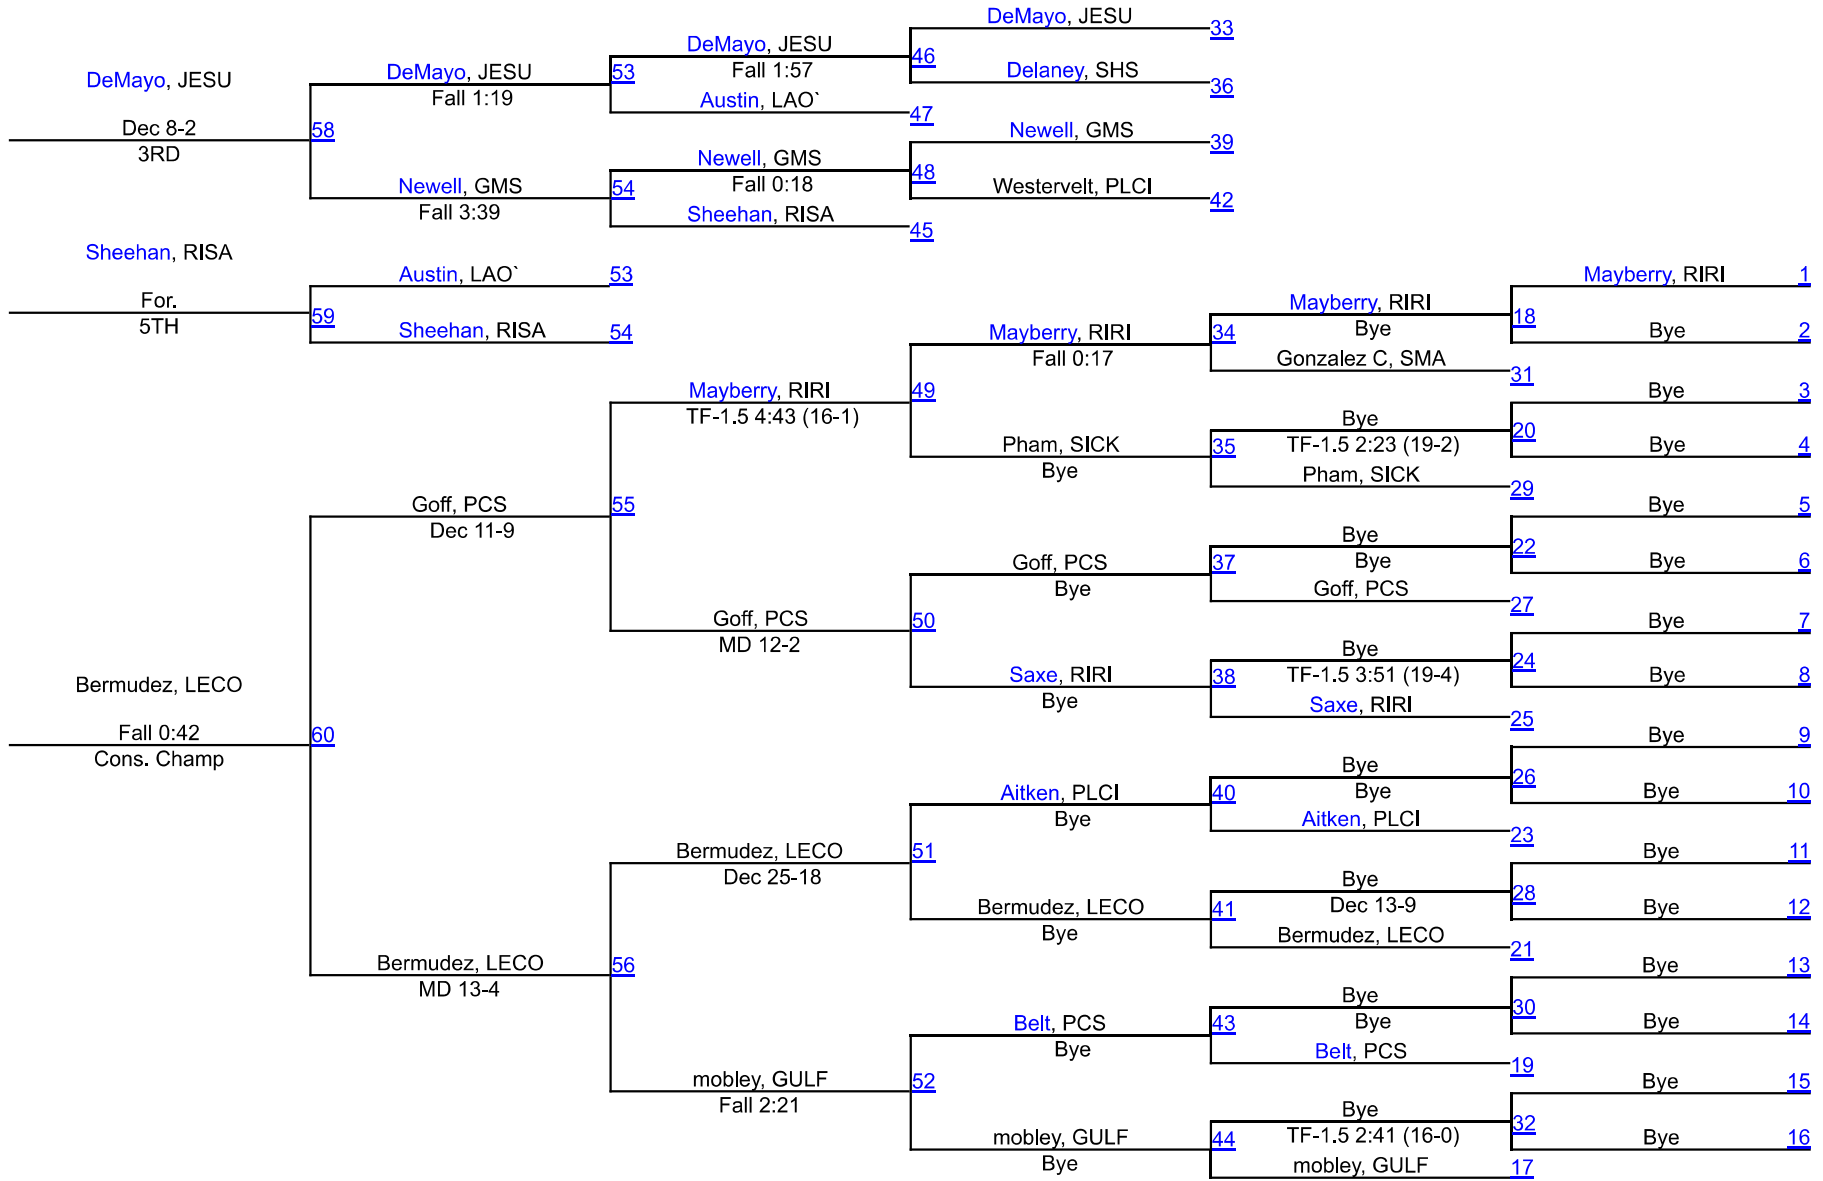 DeMayo, JESU
33
DeMayo, JESU
46
Fall 1:57
Delaney, SHS
36
DeMayo, JESU
DeMayo, JESU
53
Fall 1:19
Austin, LAO`
47
Dec 8-2
58
3RD
Newell, GMS
39
Newell, GMS
48
Fall 0:18
Westervelt, PLCI
42
Newell, GMS
54
Fall 3:39
Sheehan, RISA
45
Sheehan, RISA
Austin, LAO`
53
For.
59
5TH
Sheehan, RISA
54
Mayberry, RIRI
1
Mayberry, RIRI
18
Bye
Bye
2
Mayberry, RIRI
34
Fall 0:17
Gonzalez C, SMA
31
Mayberry, RIRI
49
TF-1.5 4:43 (16-1)
Bye
3
Bye
20
TF-1.5 2:23 (19-2)
Bye
4
Pham, SICK
35
Bye
Pham, SICK
29
Goff, PCS
55
Dec 11-9
Bye
5
Bye
22
Bye
Bye
6
Goff, PCS
37
Bye
Goff, PCS
27
Goff, PCS
50
MD 12-2
Bye
7
Bye
24
TF-1.5 3:51 (19-4)
Bye
8
Saxe, RIRI
38
Bye
Saxe, RIRI
25
Bermudez, LECO
Fall 0:42
60
Cons. Champ
Bye
9
Bye
26
Bye
Bye
10
Aitken, PLCI
40
Bye
Aitken, PLCI
23
Bermudez, LECO
51
Dec 25-18
Bye
11
Bye
28
Dec 13-9
Bye
12
Bermudez, LECO
41
Bye
Bermudez, LECO
21
Bermudez, LECO
56
MD 13-4
Bye
13
Bye
30
Bye
Bye
14
Belt, PCS
43
Bye
Belt, PCS
19
mobley, GULF
52
Fall 2:21
Bye
15
Bye
32
TF-1.5 2:41 (16-0)
Bye
16
mobley, GULF
44
Bye
mobley, GULF
17